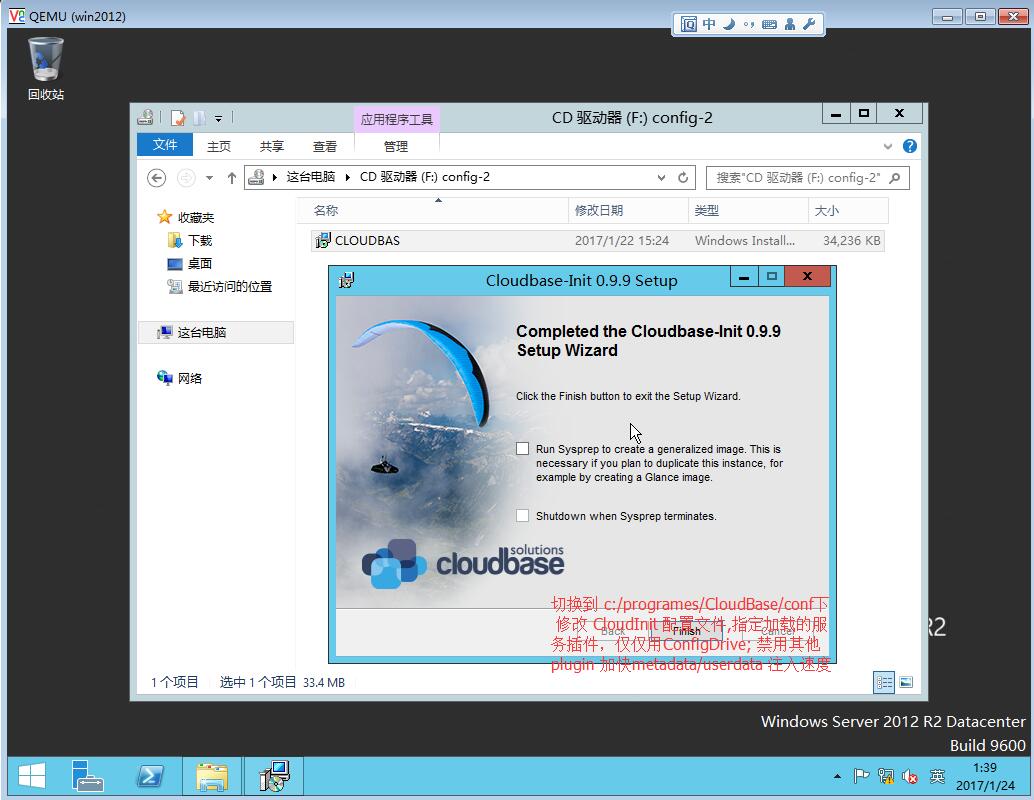 QEMU (win2012)
中
回收站
应用程序工具
CD 驱动器 (F:) config-2
文件
主页
共享
查看
管理
这台电脑
CD 驱动器 (F:) config-2
搜索"CD 驱动器 (F:) config-2"
收藏夹
下载
桌面
最近访问的位置
这台电脑
网络
名称
修改日期
类型
大小
CLOUDBAS
2017/1/22 15:24
Windows Install...
34,236 KB
Cloudbase-Init 0.9.9 Setup
Completed the Cloudbase-Init 0.9.9
Setup Wizard
Click the Finish button to exit the Setup Wizard.
Run Sysprep to create a generalized image. This is
necessary if you plan to duplicate this instance, for
example by creating a Glance image.
Shutdown when Sysprep terminates.
cloudbase
solutions
切换到 c:/programes/CloudBase/conf下
修改 CloudInit 配置文件,指定加载的服
务插件，仅仅用ConfigDrive; 禁用其他
plugin 加快metadata/userdata 注入速度
Back
Finish
Cancel
1 个项目
选中 1 个项目
33.4 MB
R2
Windows Server 2012 R2 Datacenter
Build 9600
英
1:39
2017/1/24